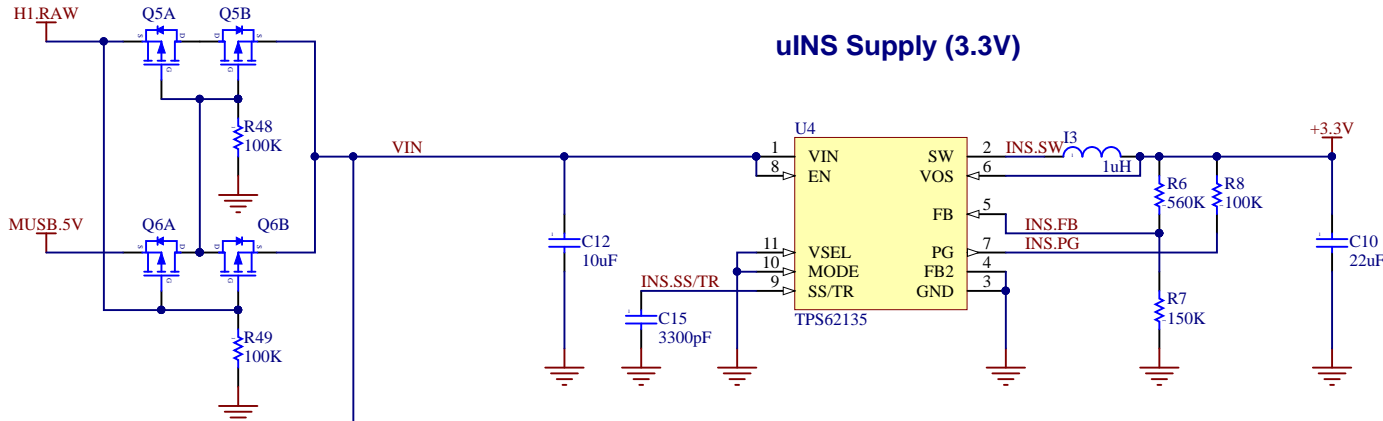 H1.RAW
Q5A
Q5B
S
D
D
S
G
G
R48
100K
MUSB.5V
Q6A
Q6B
S
D
D
S
G
G
R49
100K
uINS Supply (3.3V)
VIN
C12
10uF
INS.SS/TR
C15
3300pF
U4
1 VIN
8 EN
11 VSEL
10 MODE
9 SS/TR
SW 2
VOS 6
FB 5
PG 7
FB2 4
GND 3
TPS62135
INS.SW
I3
1uH
INS.FB
INS.PG
R6
560K
R8
100K
R7
150K
+3.3V
C10
22uF